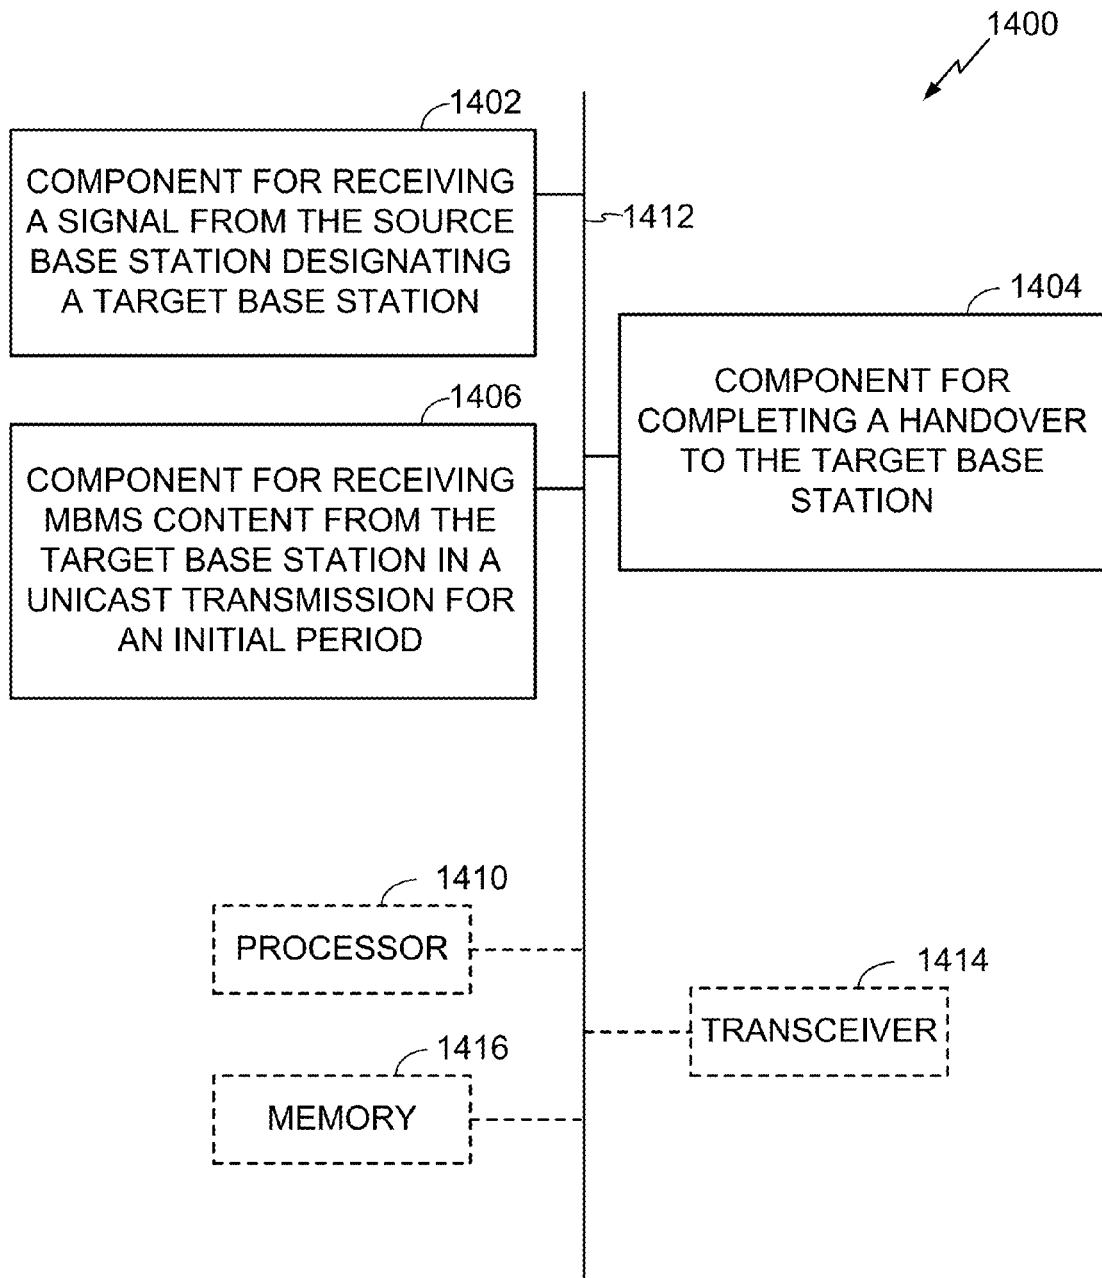 1400
1402
COMPONENT FOR RECEIVING
A SIGNAL FROM THE SOURCE
BASE STATION DESIGNATING
A TARGET BASE STATION
1412
1404
COMPONENT FOR
COMPLETING A HANDOVER
TO THE TARGET BASE
STATION
1406
COMPONENT FOR RECEIVING
MBMS CONTENT FROM THE
TARGET BASE STATION IN A
UNICAST TRANSMISSION FOR
AN INITIAL PERIOD
1410
PROCESSOR
1414
TRANSCEIVER
1416
MEMORY